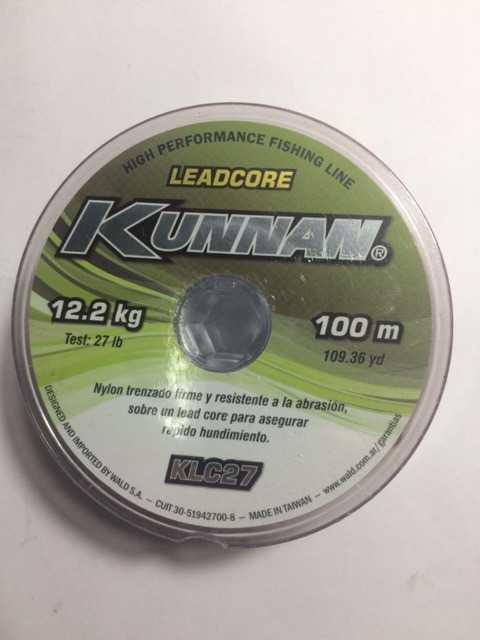 HIGH PERFORMANCE FISHING LINE
LEADCORE
KUNNAN®
12.2 kg
Test: 27 lb
100 m
109.36 yd
Nylon trenzado firme y resistente a la abrasión,
sobre un lead core para asegurar
rápido hundimiento.
KLC27
DESIGNED AND IMPORTED BY WALD S.A. – CUIT 30-51942700-8 – MADE IN TAIWAN – www.wald.com.ar/garantias